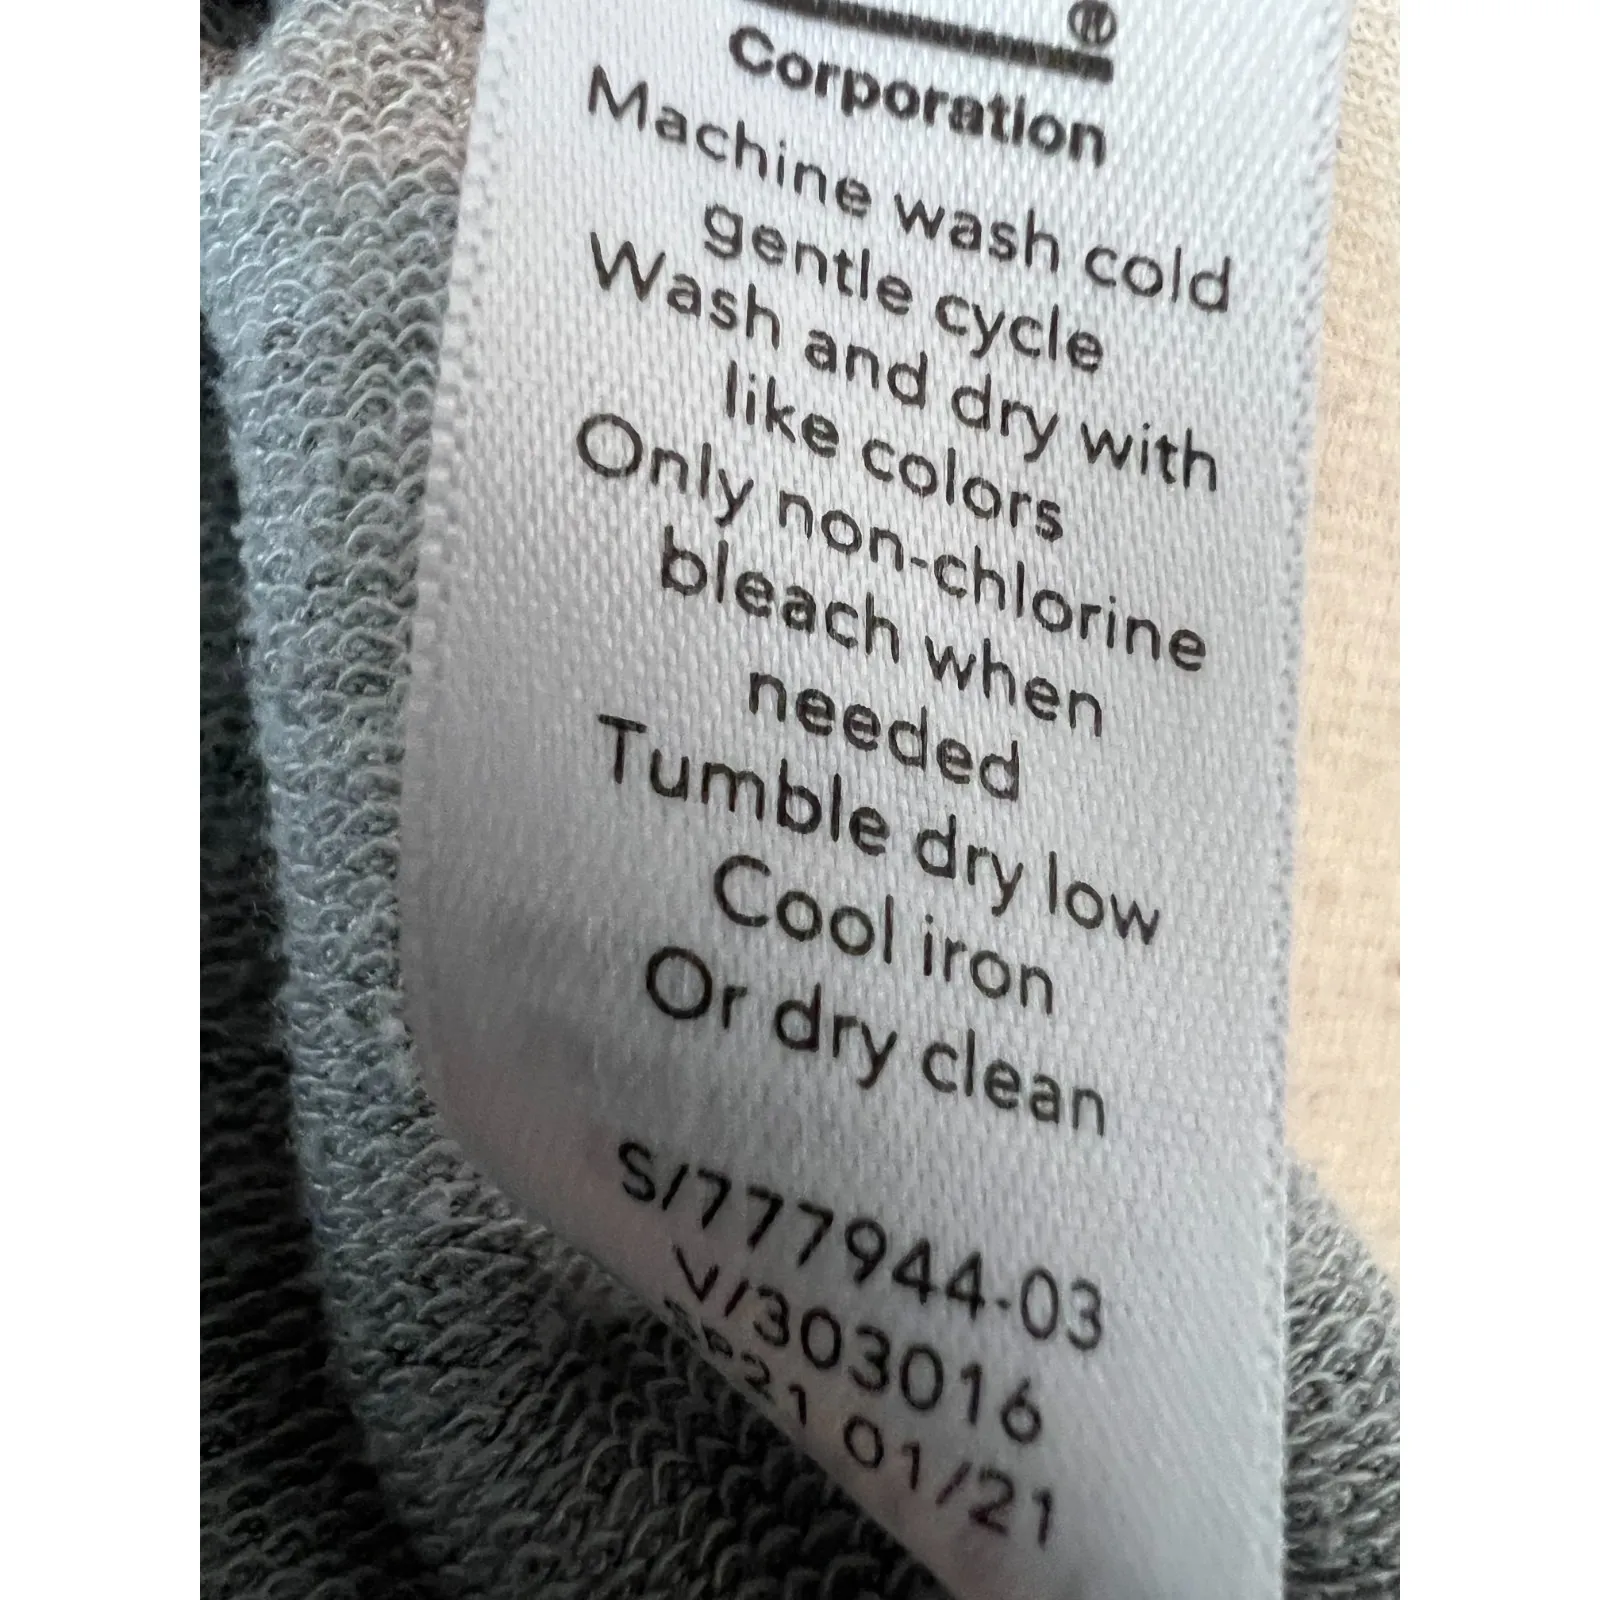 ®
Corporation
Machine wash cold
gentle cycle
Wash and dry with
like colors
Only non-chlorine
bleach when
needed
Tumble dry low
Cool iron
Or dry clean
S/777944-03
V/303016
01/21